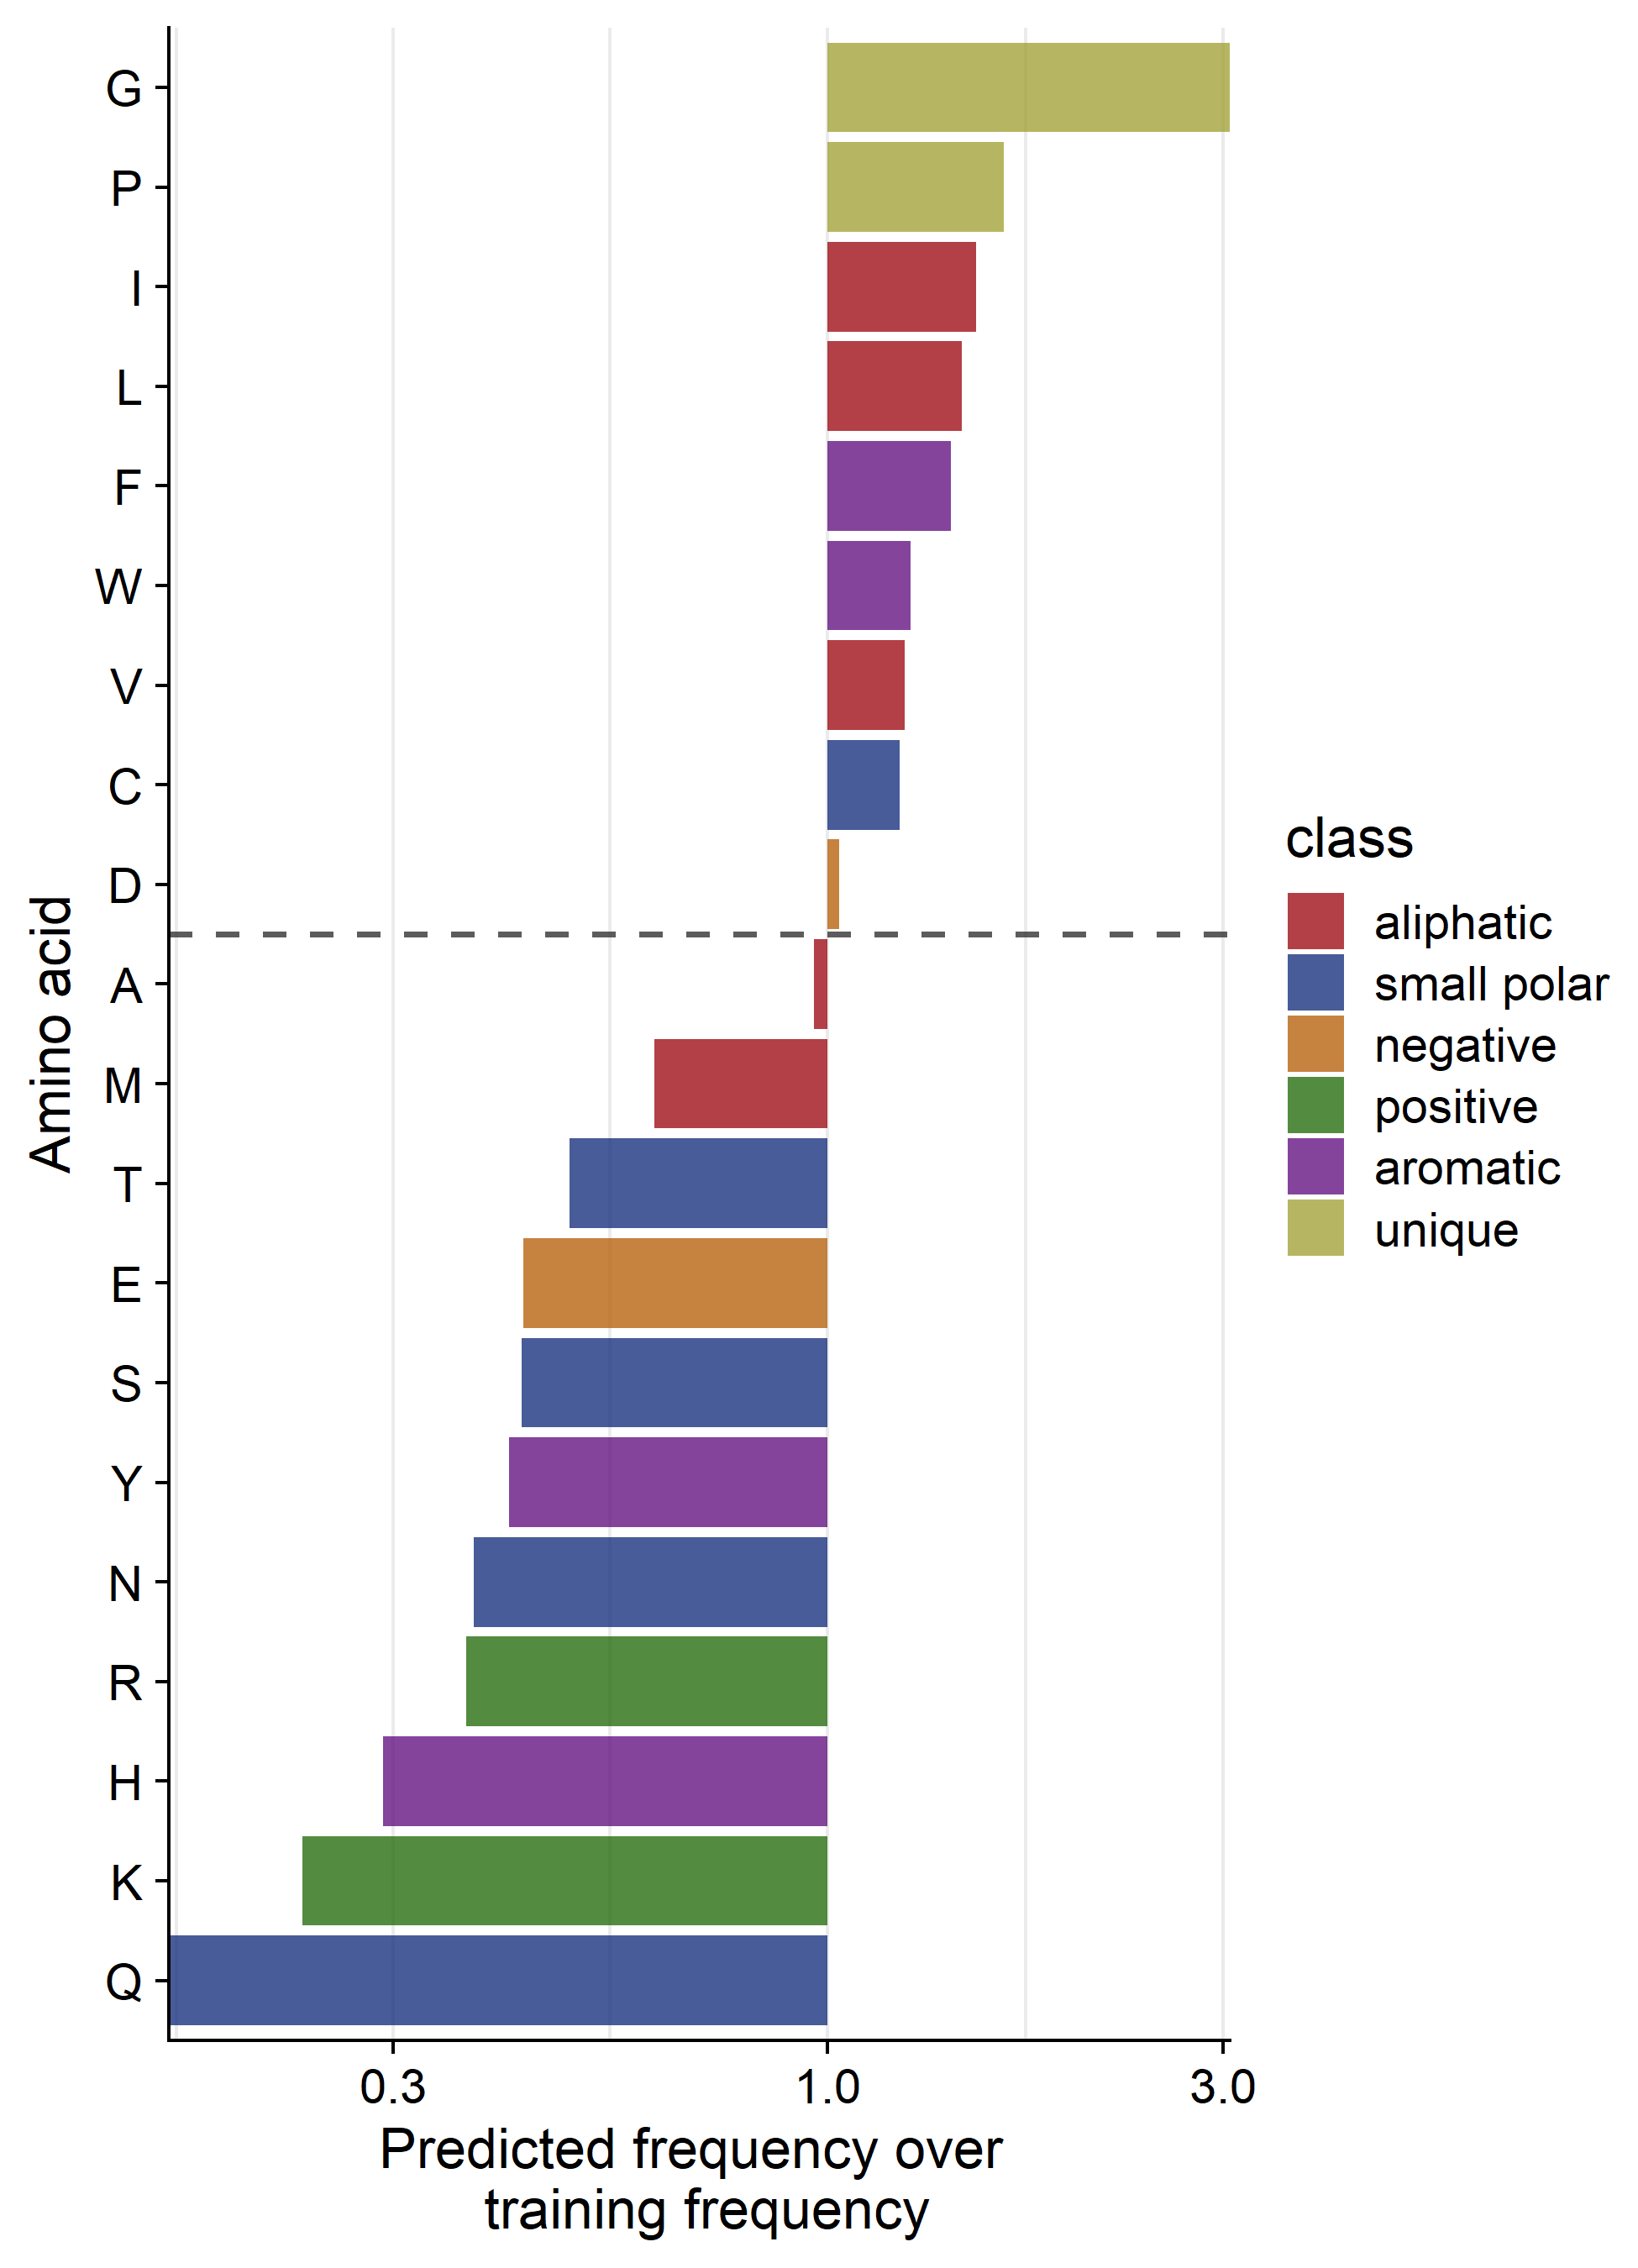 G
P
I
L
F
W
V
C
D
A
M
T
E
S
Y
N
R
H
K
Q
Amino acid
0.3 1.0 3.0
Predicted frequency over
training frequency
class
aliphatic
small polar
negative
positive
aromatic
unique